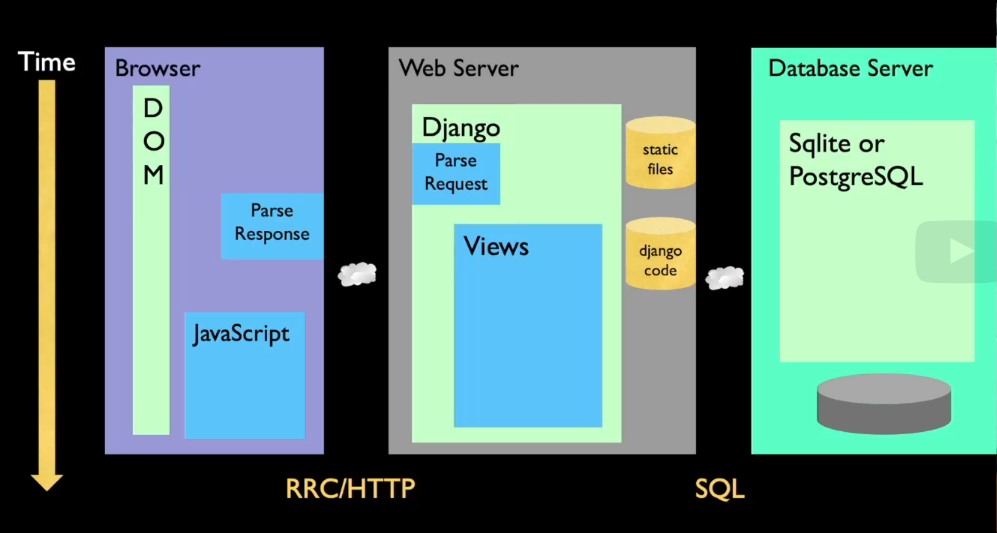 Time
Browser
D
O
M
Parse
Response
JavaScript
Web Server
Django
Parse
Request
Views
static
files
django
code
Database Server
Sqlite or
PostgreSQL
RRC/HTTP
SQL